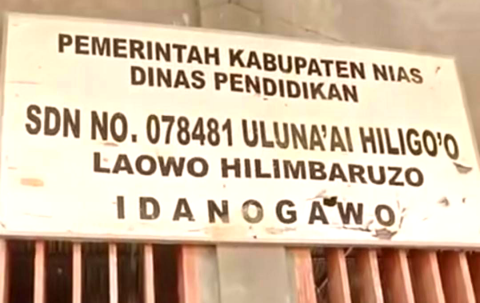 PEMERINTAH KABUPATEN NIAS
DINAS PENDIDIKAN
SDN NO. 078481 ULUNA'AI HILIGO'O
LAOWO HILIMBARUZO
IDANOGAWO